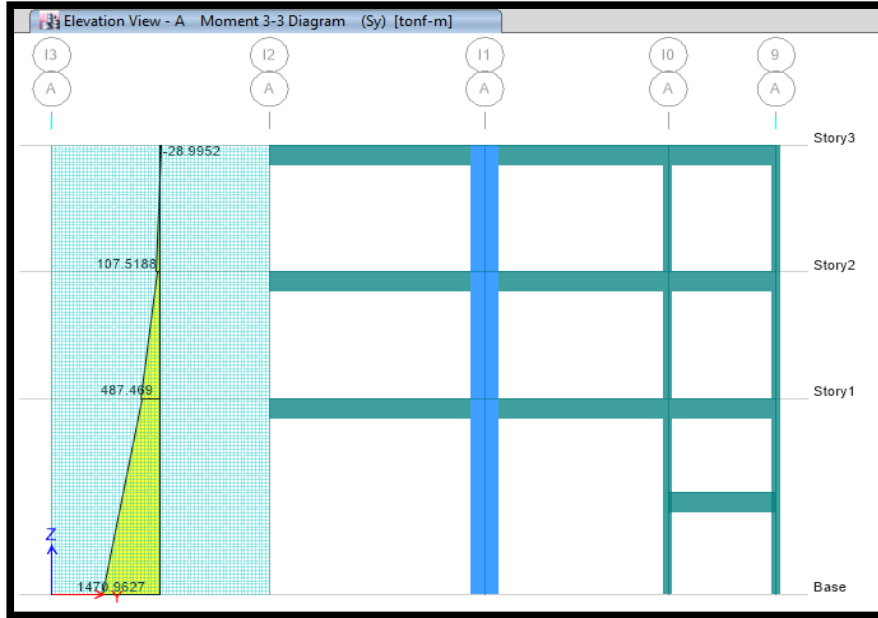 Elevation View - A Moment 3-3 Diagram (Sy) [tonf-m]
I3 I2 I1 I0 9
A A A A A
Story3
-28.9952
Story2
107.5188
Story1
487.469
Z
Base
1470.9627
Y